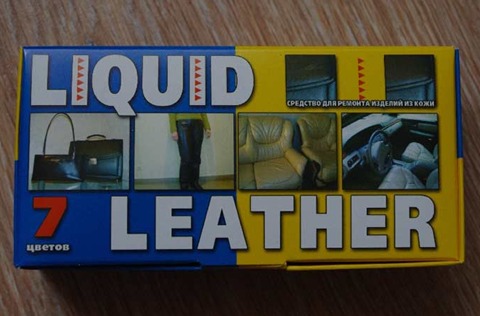 LIQUID
СРЕДСТВО ДЛЯ РЕМОНТА ИЗДЕЛИЙ ИЗ КОЖИ
7
цветов
LEATHER